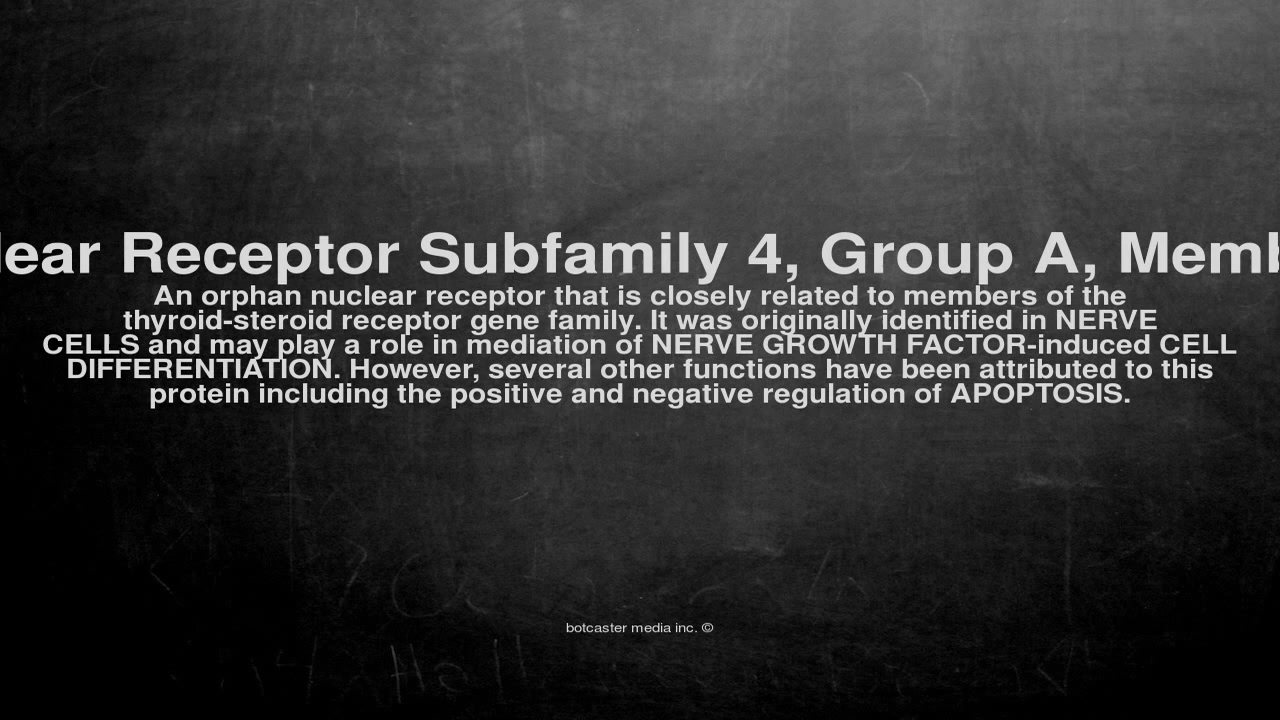 lear Receptor Subfamily 4, Group A, Memb
An orphan nuclear receptor that is closely related to members of the
thyroid-steroid receptor gene family. It was originally identified in NERVE
CELLS and may play a role in mediation of NERVE GROWTH FACTOR-induced CELL
DIFFERENTIATION. However, several other functions have been attributed to this
protein including the positive and negative regulation of APOPTOSIS.
botcaster media inc. ©